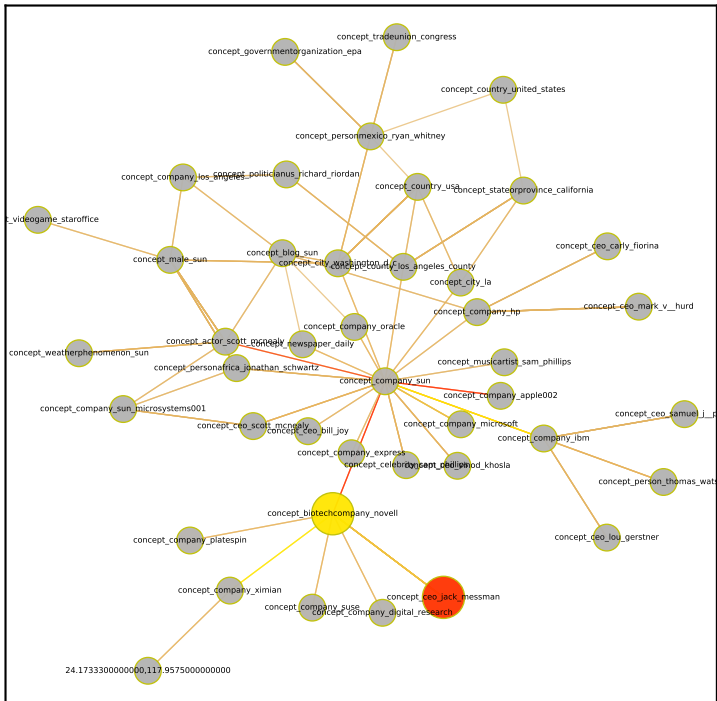 concept_tradeunion_congress
concept_governmentorganization_epa
concept_country_united_states
concept_personmexico_ryan_whitney
concept_company_los_angeles
concept_politicianus_richard_riordan
concept_country_usa
concept_stateorprovince_california
t_videogame_staroffice
concept_ceo_carly_fiorina
concept_blog_sun
concept_male_sun
concept_city_washington_d_c
concept_county_los_angeles_county
concept_city_la
concept_ceo_mark_v__hurd
concept_company_hp
concept_company_oracle
concept_actor_scott_mcnealy
concept_newspaper_daily
concept_weatherphenomenon_sun
concept_musicartist_sam_phillips
concept_personafrica_jonathan_schwartz
concept_company_sun
concept_company_apple002
concept_company_sun_microsystems001
concept_ceo_samuel_j__p
concept_company_microsoft
concept_ceo_scott_mcnealy
concept_ceo_bill_joy
concept_company_ibm
concept_company_express
concept_celebrity_sam_phillips
concept_ceo_vinod_khosla
concept_person_thomas_wats
concept_biotechcompany_novell
concept_ceo_lou_gerstner
concept_company_platespin
concept_company_ximian
concept_ceo_jack_messman
concept_company_suse
concept_company_digital_research
24.1733300000000,117.9575000000000